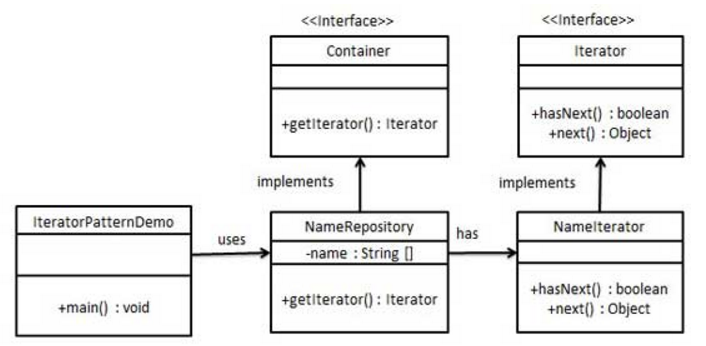 <<Interface>>
Container
+getIterator() : Iterator
<<Interface>>
Iterator
+hasNext() : boolean
+next() : Object
implements
implements
IteratorPatternDemo
+main() : void
uses
NameRepository
-name : String []
+getIterator() : Iterator
has
NameIterator
+hasNext() : boolean
+next() : Object